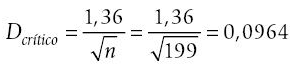 D_crítico = 1,36/√n = 1,36/√199 = 0,0964